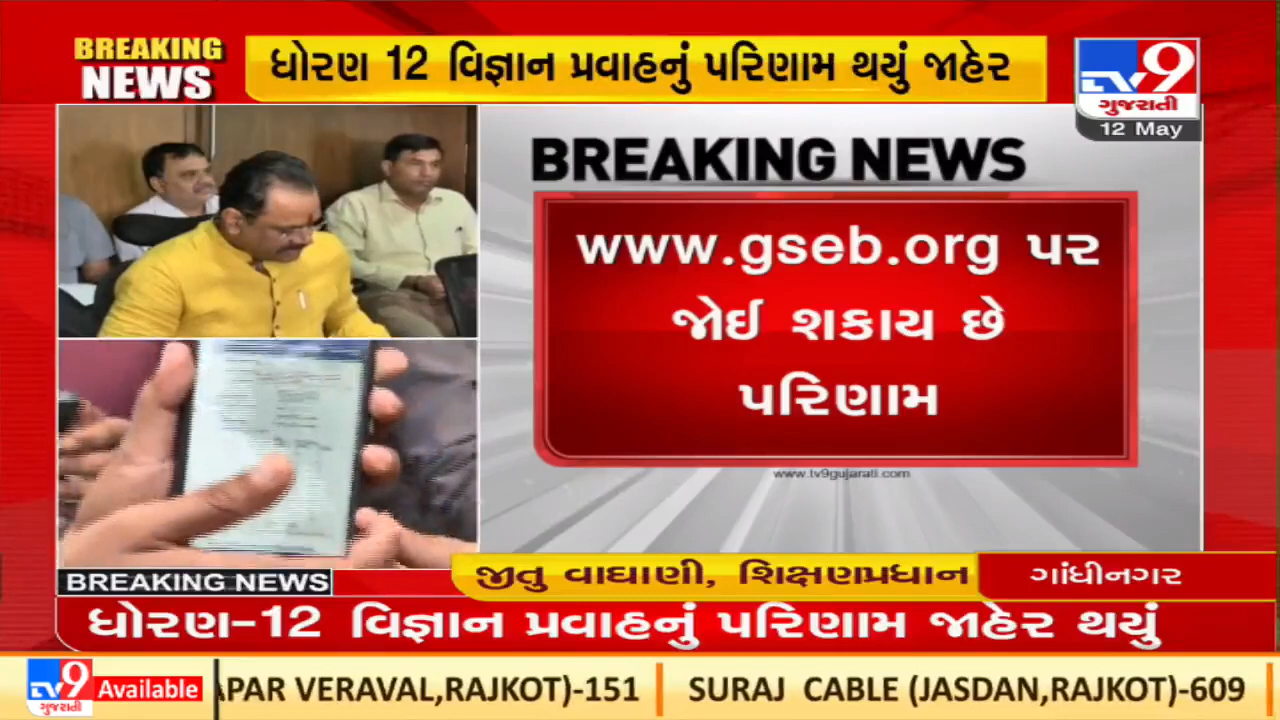 BREAKING
NEWS
ધોરણ 12 વિજ્ઞાન પ્રવાહનું પરિણામ થયું જાહેર
TV9
ગુજરાતી
12 May
BREAKING NEWS
www.gseb.org પર
જોઈ શકાય છે
પરિણામ
www.tv9gujarati.com
જીતુ વાઘાણી, શિક્ષણપ્રધાન
ગાંધીનગર
BREAKING NEWS
ધોરણ-12 વિજ્ઞાન પ્રવાહનું પરિણામ જાહેર થયું
TV9
ગુજરાતી
Available
APAR VERAVAL,RAJKOT)-151
SURAJ CABLE (JASDAN,RAJKOT)-609